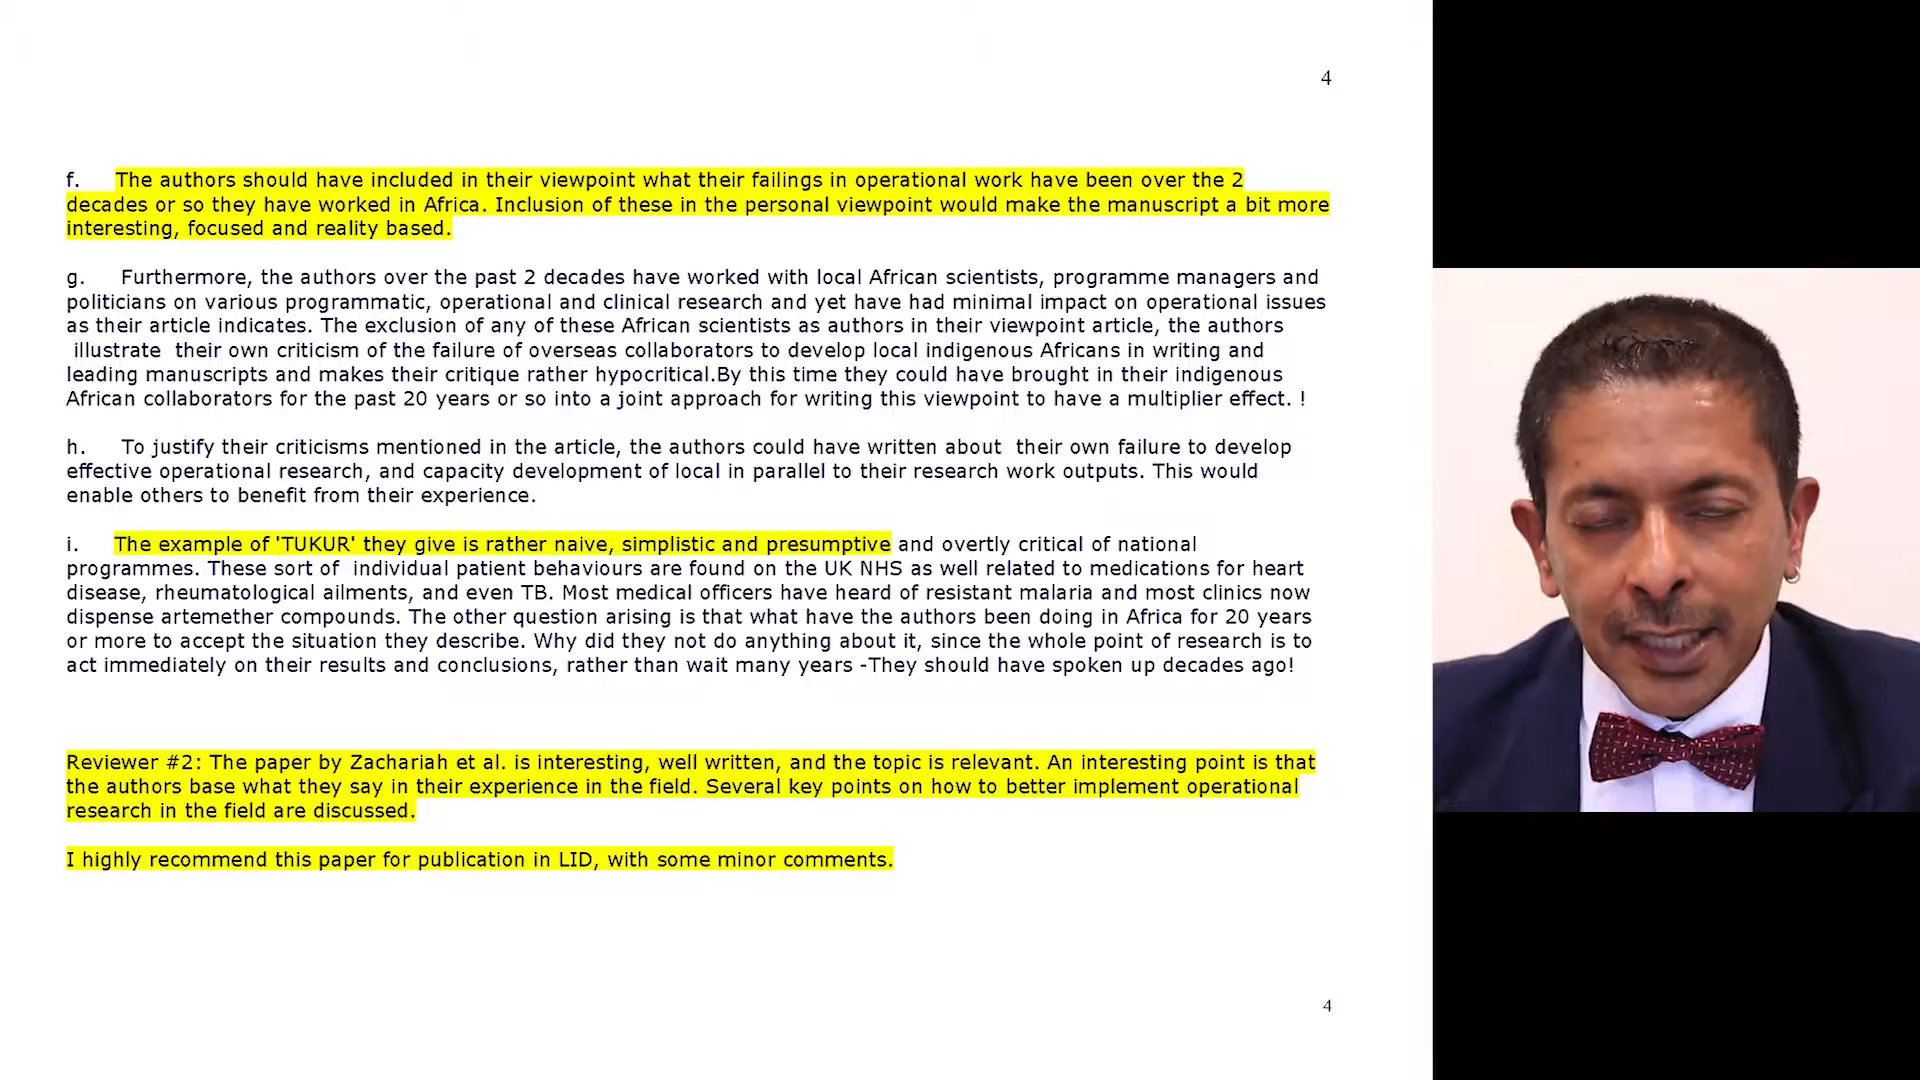 4
f. The authors should have included in their viewpoint what their failings in operational work have been over the 2
decades or so they have worked in Africa. Inclusion of these in the personal viewpoint would make the manuscript a bit more
interesting, focused and reality based.
g. Furthermore, the authors over the past 2 decades have worked with local African scientists, programme managers and
politicians on various programmatic, operational and clinical research and yet have had minimal impact on operational issues
as their article indicates. The exclusion of any of these African scientists as authors in their viewpoint article, the authors
illustrate their own criticism of the failure of overseas collaborators to develop local indigenous Africans in writing and
leading manuscripts and makes their critique rather hypocritical.By this time they could have brought in their indigenous
African collaborators for the past 20 years or so into a joint approach for writing this viewpoint to have a multiplier effect. !
h. To justify their criticisms mentioned in the article, the authors could have written about their own failure to develop
effective operational research, and capacity development of local in parallel to their research work outputs. This would
enable others to benefit from their experience.
i. The example of 'TUKUR' they give is rather naive, simplistic and presumptive and overtly critical of national
programmes. These sort of individual patient behaviours are found on the UK NHS as well related to medications for heart
disease, rheumatological ailments, and even TB. Most medical officers have heard of resistant malaria and most clinics now
dispense artemether compounds. The other question arising is that what have the authors been doing in Africa for 20 years
or more to accept the situation they describe. Why did they not do anything about it, since the whole point of research is to
act immediately on their results and conclusions, rather than wait many years -They should have spoken up decades ago!
Reviewer #2: The paper by Zachariah et al. is interesting, well written, and the topic is relevant. An interesting point is that
the authors base what they say in their experience in the field. Several key points on how to better implement operational
research in the field are discussed.
I highly recommend this paper for publication in LID, with some minor comments.
4